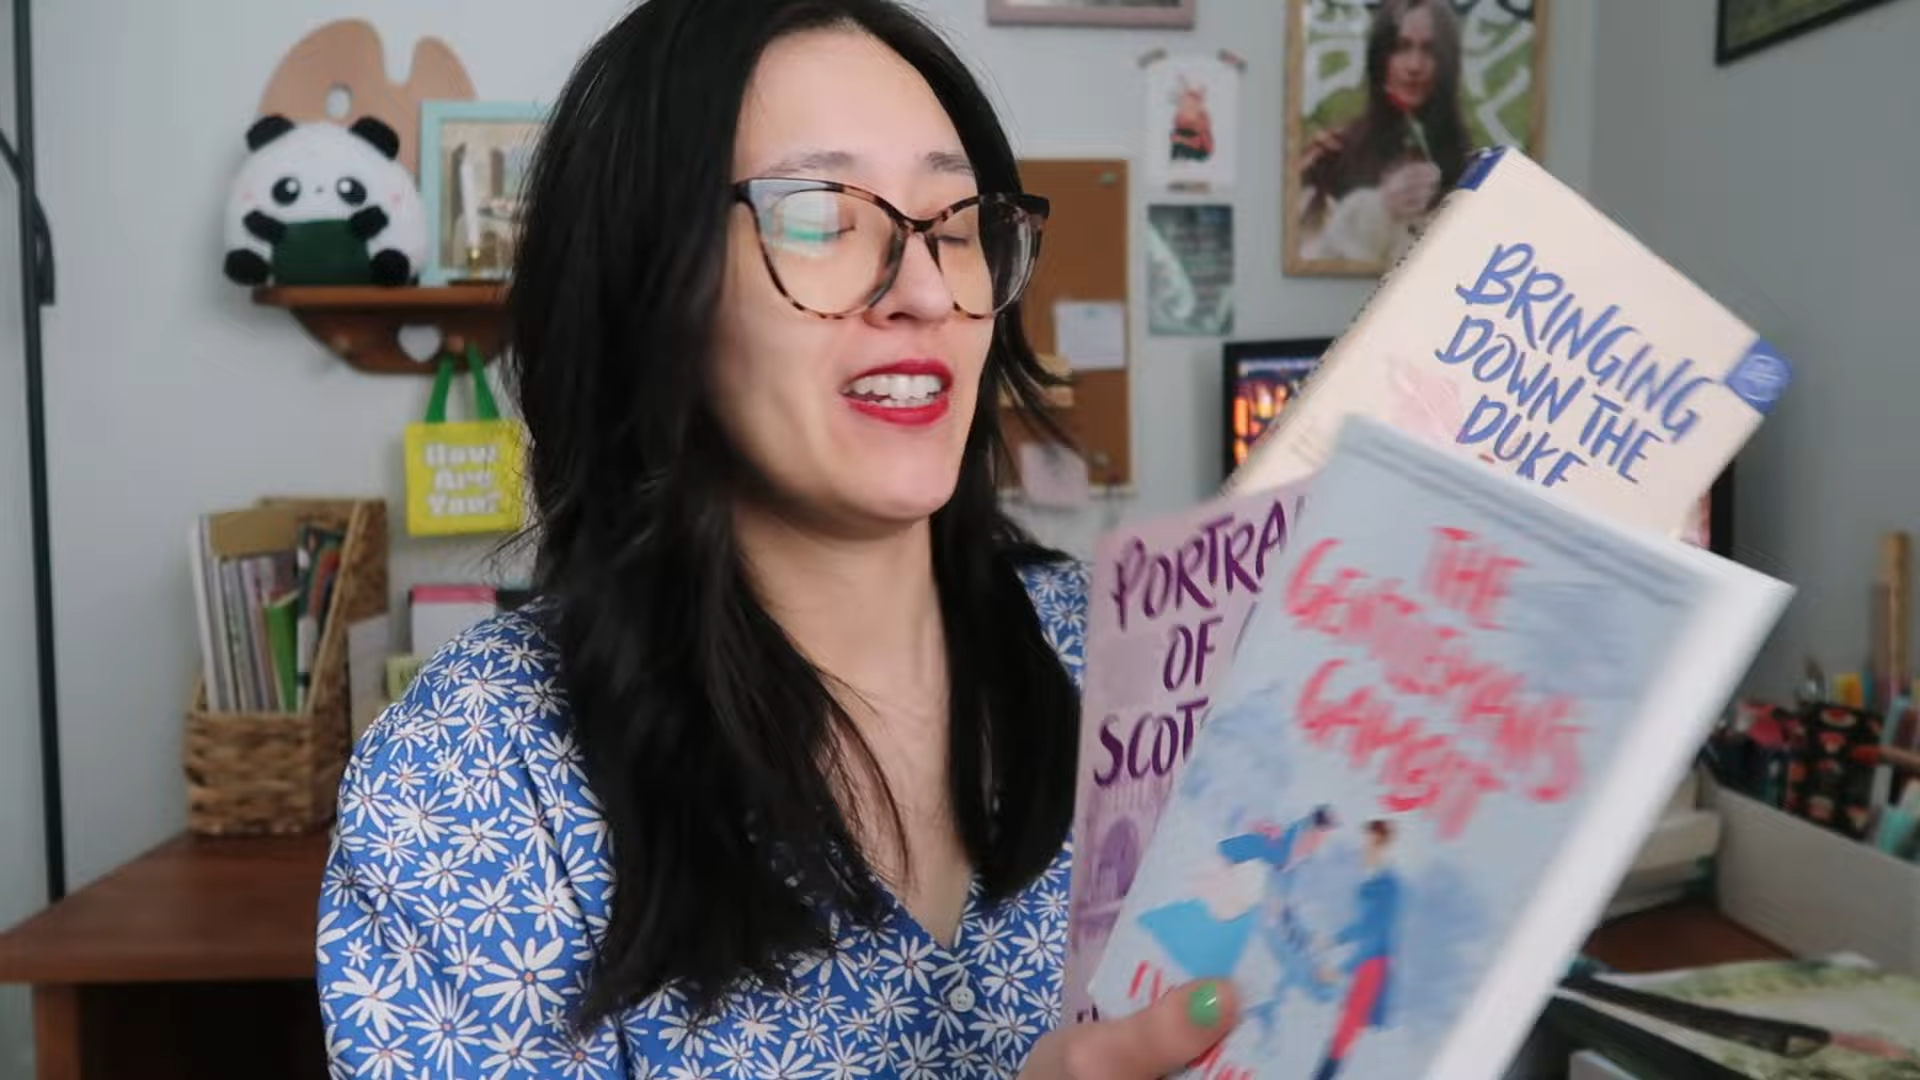 How
Are
You?
BRINGING
DOWN THE
DUKE
PORTRA
OF
SCOT
THE
GENTLEMAN'S
GAMBIT